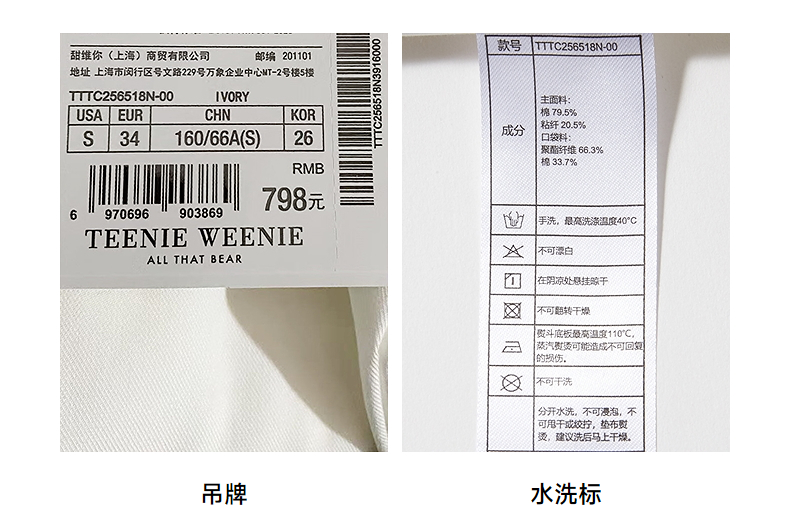 甜维你（上海）商贸有限公司 邮编 201101
地址 上海市闵行区号文路229号万象企业中心MT-2号楼5楼
TTTC256518N-00 IVORY
USA EUR CHN KOR
S 34 160/66A(S) 26
RMB
798元
6 970696 903869
TEENIE WEENIE
ALL THAT BEAR
TTTC256518N3916000
吊牌
款号 TTTC256518N-00
成分
主面料：
棉 79.5%
粘纤 20.5%
口袋料：
聚酯纤维 66.3%
棉 33.7%
手洗，最高洗涤温度40°C
不可漂白
在阴凉处悬挂晾干
不可翻转干燥
熨斗底板最高温度110℃，
蒸汽熨烫可能造成不可回复
的损伤。
不可干洗
分开水洗，不可浸泡，不
可甩干或绞拧，垫布熨
烫，建议洗后马上干燥。
水洗标